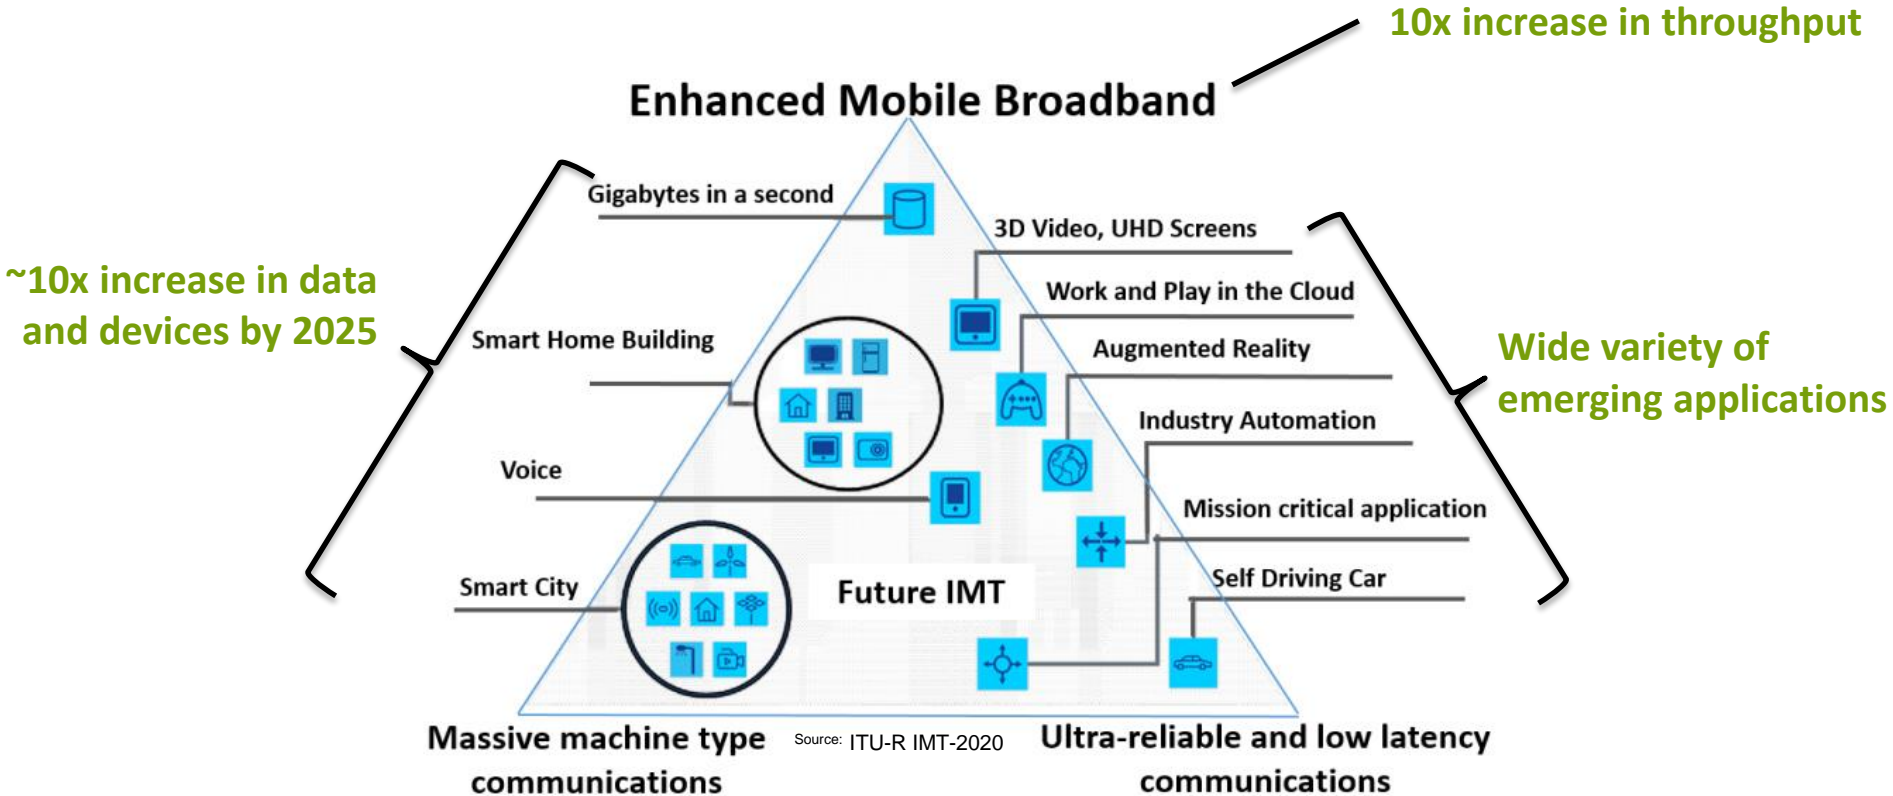 10x increase in throughput
Enhanced Mobile Broadband
Gigabytes in a second
3D Video, UHD Screens
~10x increase in data
and devices by 2025
Work and Play in the Cloud
Smart Home Building
Augmented Reality
Wide variety of
emerging applications
Industry Automation
Voice
Mission critical application
Smart City
Future IMT
Self Driving Car
Massive machine type
communications
Source: ITU-R IMT-2020
Ultra-reliable and low latency
communications